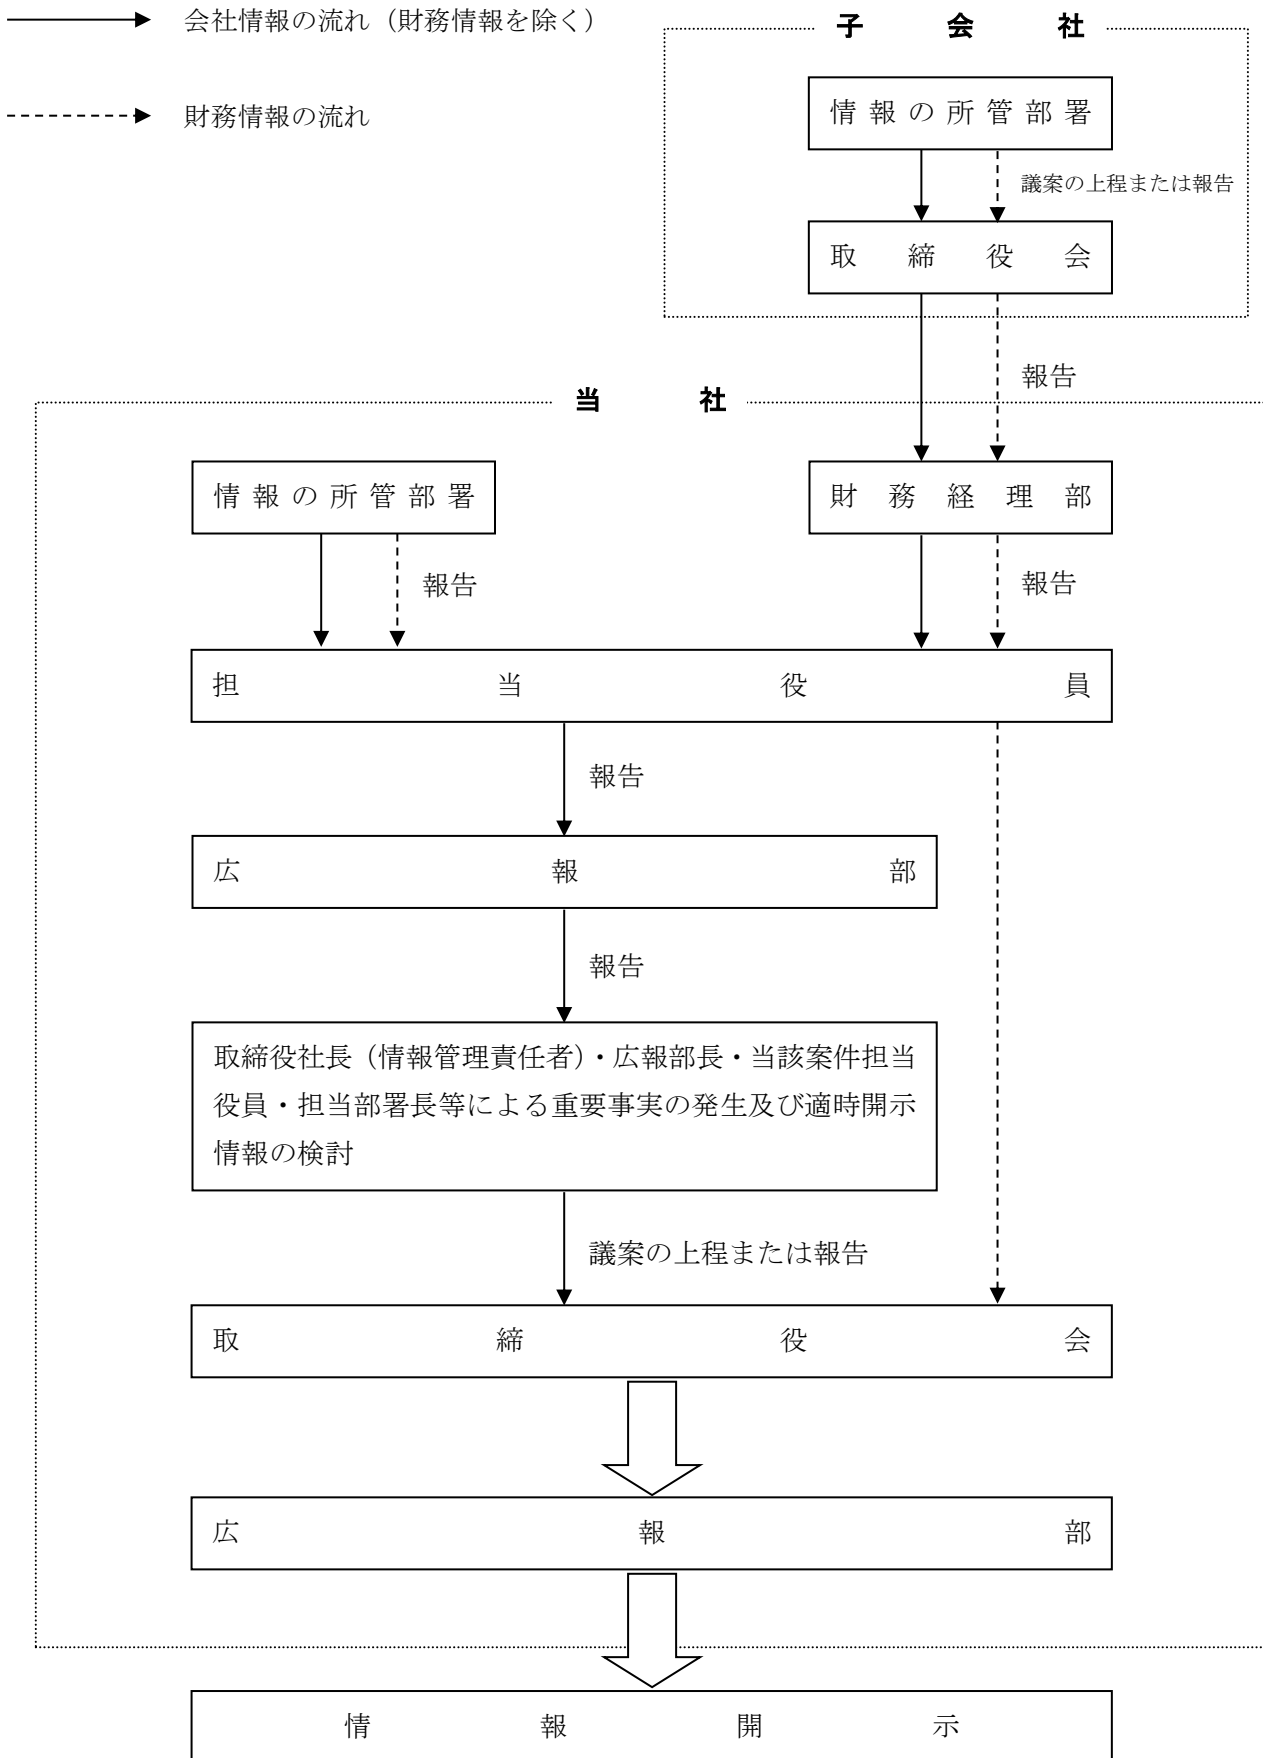 会社情報の流れ（財務情報を除く）
財務情報の流れ
子会社
情報の所管部署
議案の上程または報告
取締役会
報告
当社
情報の所管部署
財務経理部
報告
報告
担当役員
報告
広報部
報告
取締役社長（情報管理責任者）・広報部長・当該案件担当
役員・担当部署長等による重要事実の発生及び適時開示
情報の検討
議案の上程または報告
取締役会
広報部
情報開示